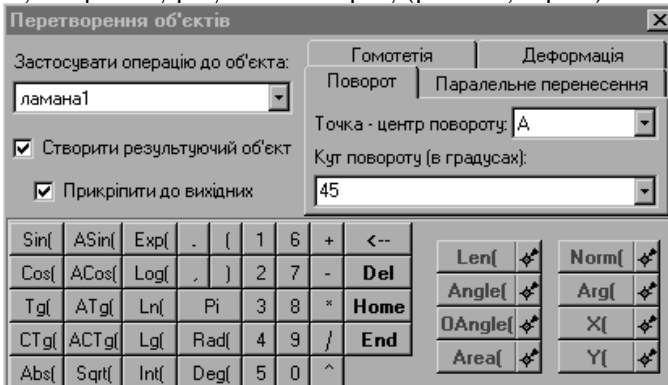 Перетворення об'єктів
Застосувати операцію до об'єкта:
ламана1
Створити результуючий об'єкт
Прикріпити до вихідних
Гомотетія Деформація
Поворот Паралельне перенесення
Точка - центр повороту: A
Кут повороту (в градусах):
45
Sin( ASin( Exp( . ( 1 6 + <--
Cos( ACos( Log( , ) 2 7 - Del
Tg( ATg( Ln( Pi 3 8 * Home
CTg( ACTg( Lg( Rad( 4 9 / End
Abs( Sqrt( Int( Deg( 5 0 ^
Len( Norm(
Angle( Arg(
OAngle( X(
Area( Y(